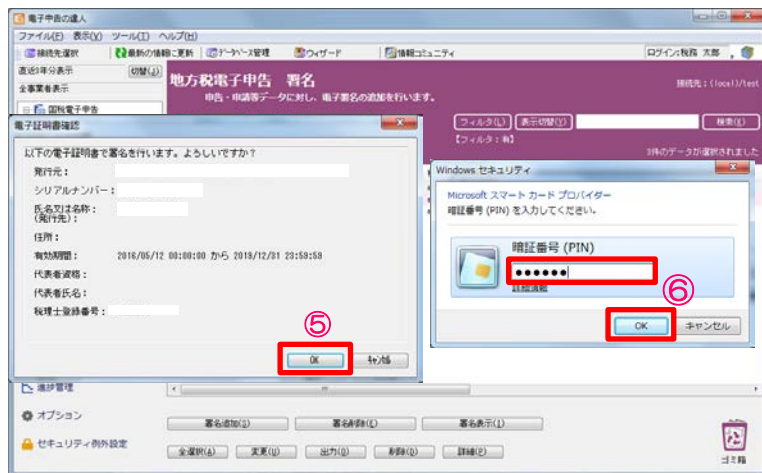 電子申告の達人
ファイル(F) 表示(V) ツール(T) ヘルプ(H)
接続先選択 最新の情報に更新 データベース管理 ウィザード 情報コミュニティ ログイン:税務 太郎 ,
直近3年分表示 切替(J)
全事業者表示
地方税電子申告 署名
申告・申請等データに対し、電子署名の追加を行います。
接続先:(local)/test
国税電子申告
フィルタ(L) 表示切替(Y) 検索(K)
【フィルタ:有】
3件のデータが選択されました
電子証明書確認
以下の電子証明書で署名を行います。よろしいですか?
発行元:
シリアルナンバー:
氏名又は名称:
(発行先):
住所:
有効期間: 2016/05/12 00:00:00 から 2019/12/31 23:59:59
代表者資格:
代表者氏名:
税理士登録番号:
⑤
OK キャンセル
Windows セキュリティ
Microsoft スマート カード プロバイダー
暗証番号 (PIN) を入力してください。
暗証番号 (PIN)
●●●●●●
詳細情報
⑥
OK キャンセル
進歩管理
オプション
セキュリティ例外設定
署名追加(S) 署名削除(E) 署名表示(I)
全選択(A) 変更(U) 出力(O) 削除(D) 詳細(P)
ゴミ箱